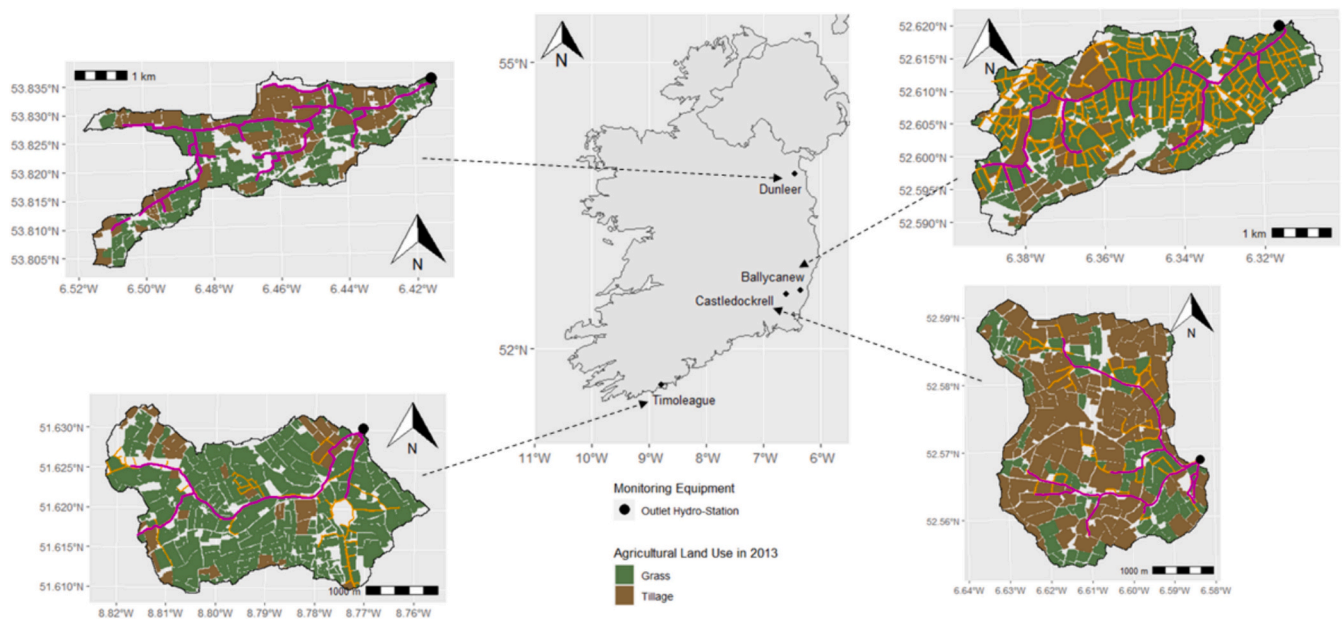 1 km
53.835°N
53.830°N
53.825°N
53.820°N
53.815°N
53.810°N
53.805°N
N
6.52°W
6.50°W
6.48°W
6.46°W
6.44°W
6.42°W
N
55°N
52°N
Dunleer
Ballycanew
Castledockrell
Timoleague
11°W
10°W
9°W
8°W
7°W
6°W
52.620°N
52.615°N
52.610°N
52.605°N
52.600°N
52.595°N
52.590°N
N
1 km
6.38°W
6.36°W
6.34°W
6.32°W
51.630°N
51.625°N
51.620°N
51.615°N
51.610°N
N
1000 m
8.82°W
8.81°W
8.80°W
8.79°W
8.78°W
8.77°W
8.76°W
Monitoring Equipment
Outlet Hydro-Station
Agricultural Land Use in 2013
Grass
Tillage
52.59°N
52.58°N
52.57°N
52.56°N
N
1000 m
6.64°W
6.63°W
6.62°W
6.61°W
6.60°W
6.59°W
6.58°W